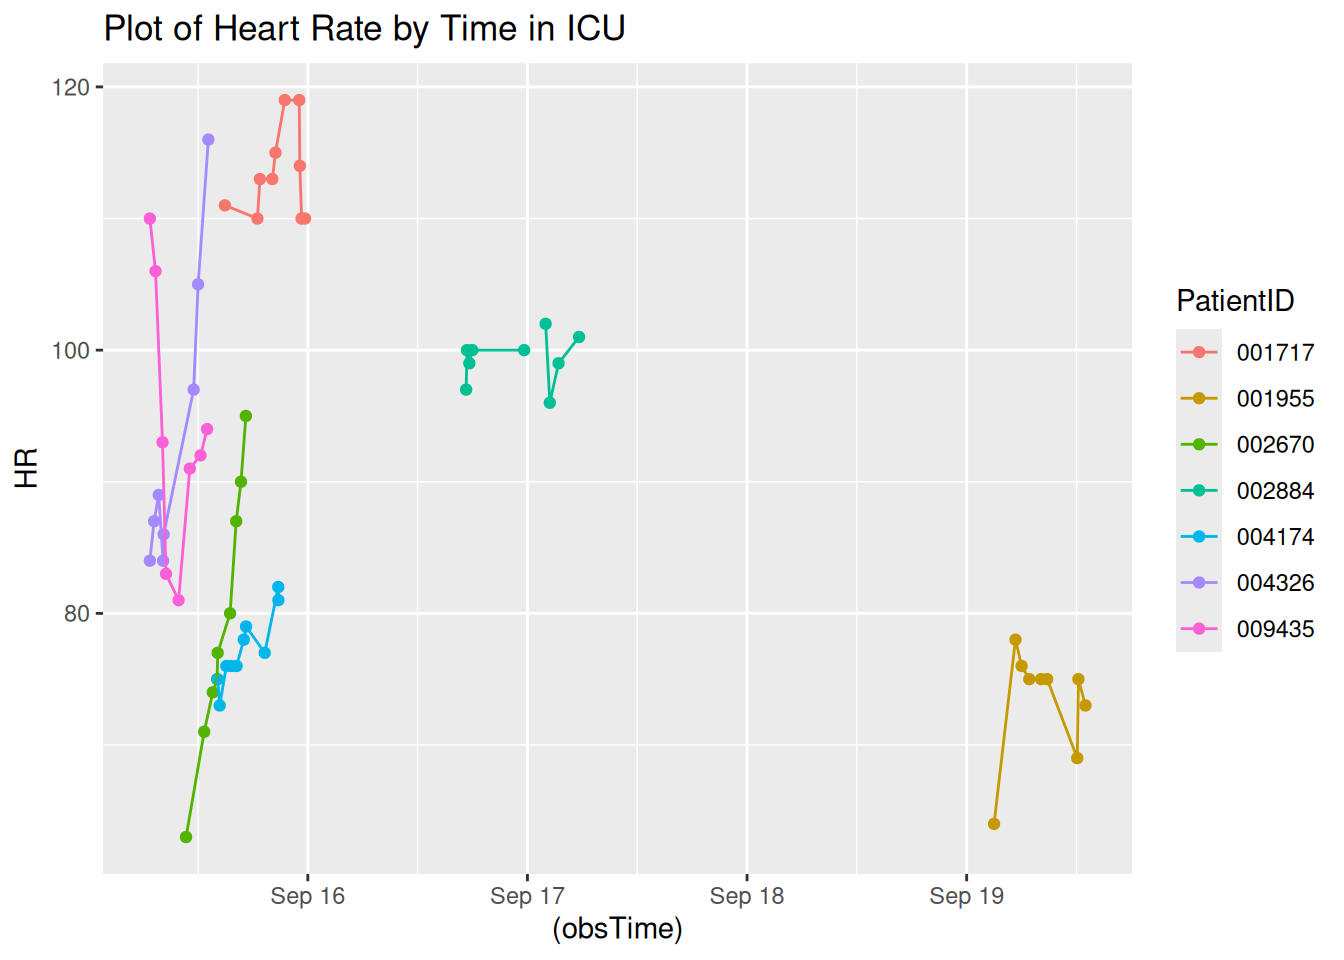 Plot of Heart Rate by Time in ICU
120
100
80
HR
Sep 16
Sep 17
Sep 18
Sep 19
(obsTime)
PatientID
001717
001955
002670
002884
004174
004326
009435